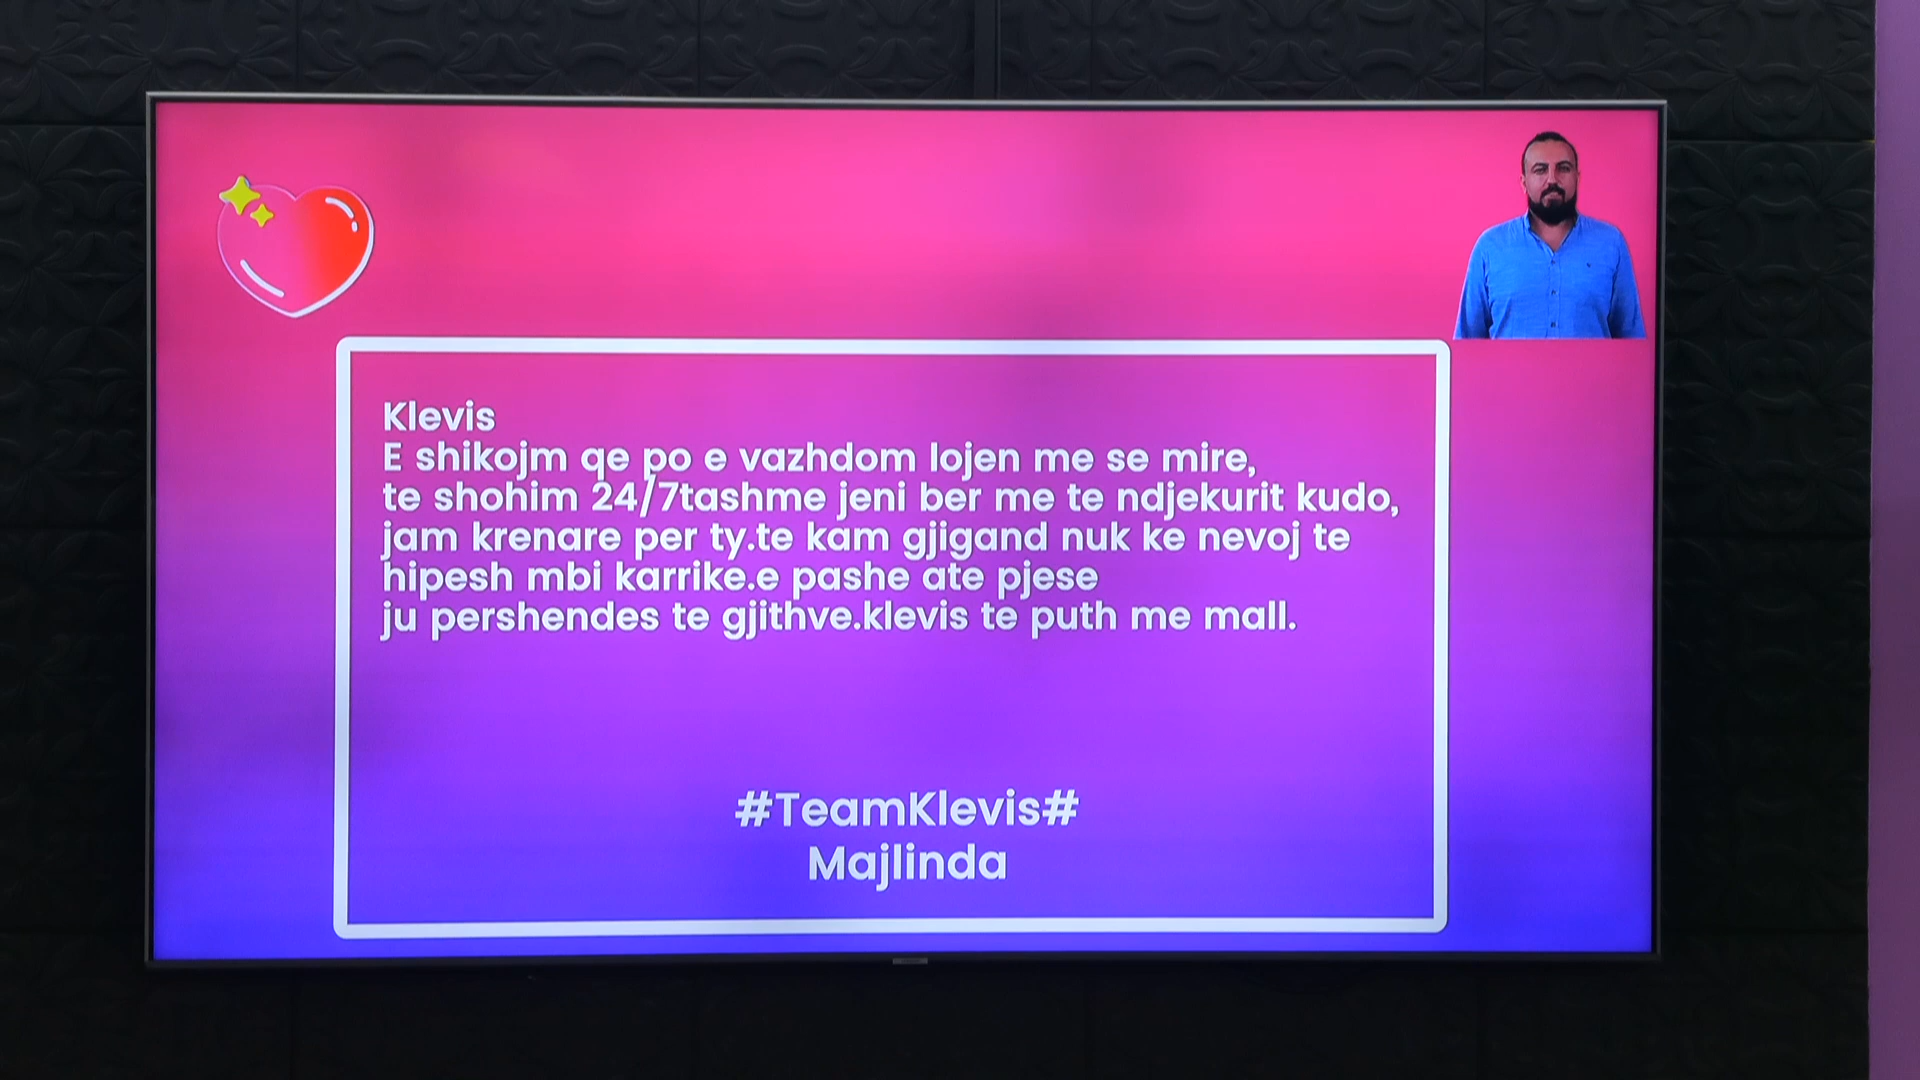 Klevis
E shikojm qe po e vazhdom lojen me se mire,
te shohim 24/7tashme jeni ber me te ndjekurit kudo,
jam krenare per ty.te kam gjigand nuk ke nevoj te
hipesh mbi karrike.e pashe ate pjese
ju pershendes te gjithve.klevis te puth me mall.
#TeamKlevis#
Majlinda